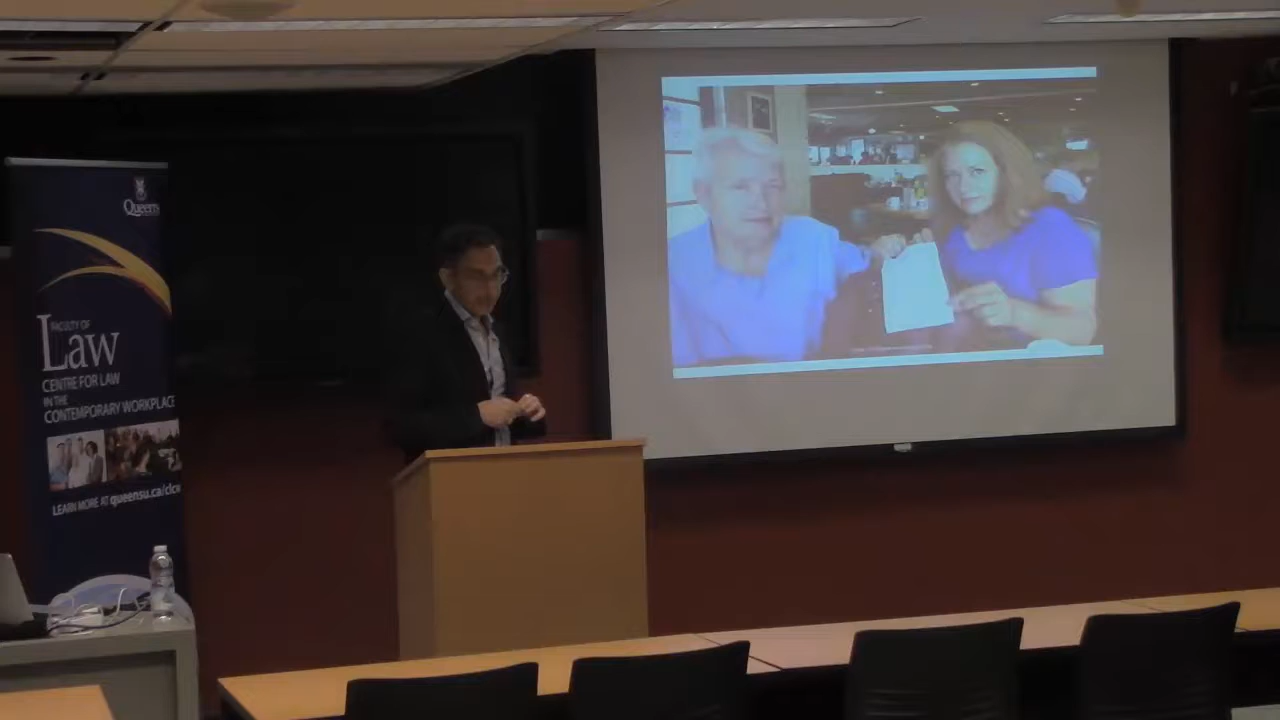 Queen's
FACULTY OF
Law
CENTRE FOR LAW
IN THE
CONTEMPORARY WORKPLACE
LEARN MORE AT queensu.ca/clcw